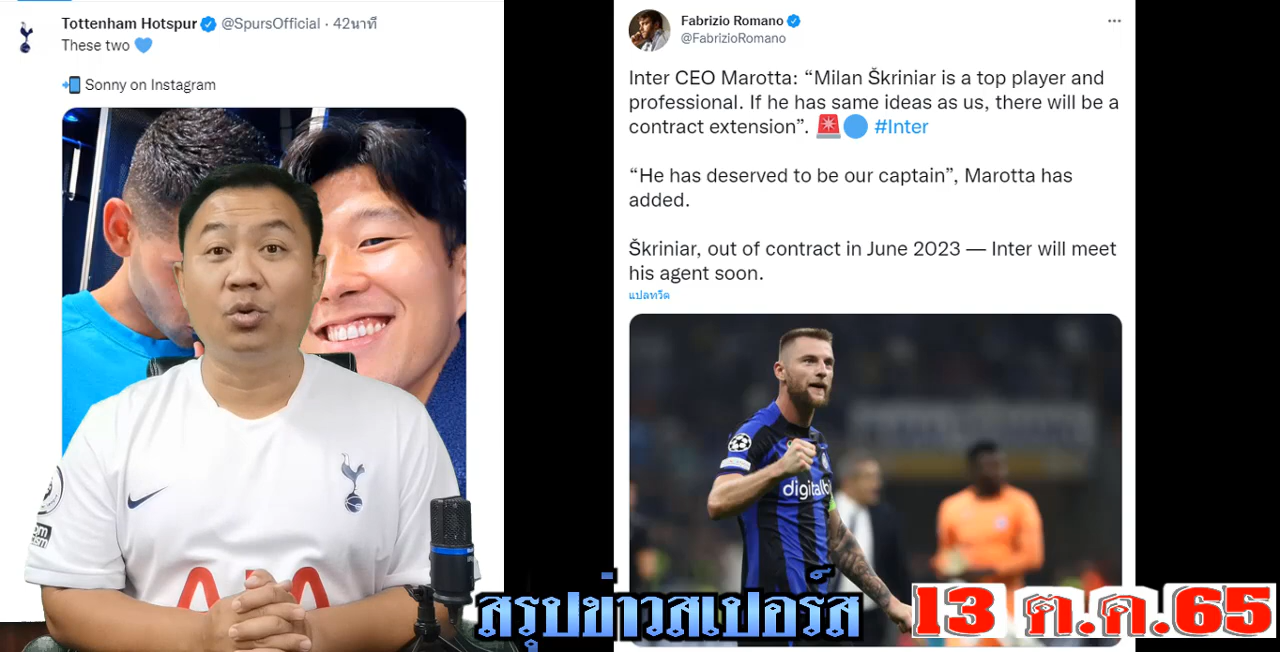 Tottenham Hotspur @SpursOfficial · 42นาที
These two 💙
📲 Sonny on Instagram
Fabrizio Romano
@FabrizioRomano
Inter CEO Marotta: “Milan Škriniar is a top player and
professional. If he has same ideas as us, there will be a
contract extension”. 🚨🔵 #Inter
“He has deserved to be our captain”, Marotta has
added.
Škriniar, out of contract in June 2023 — Inter will meet
his agent soon.
แปลทวีต
digitalb
AIA
สรุปข่าวสเปอร์ส
13 ต.ค.65